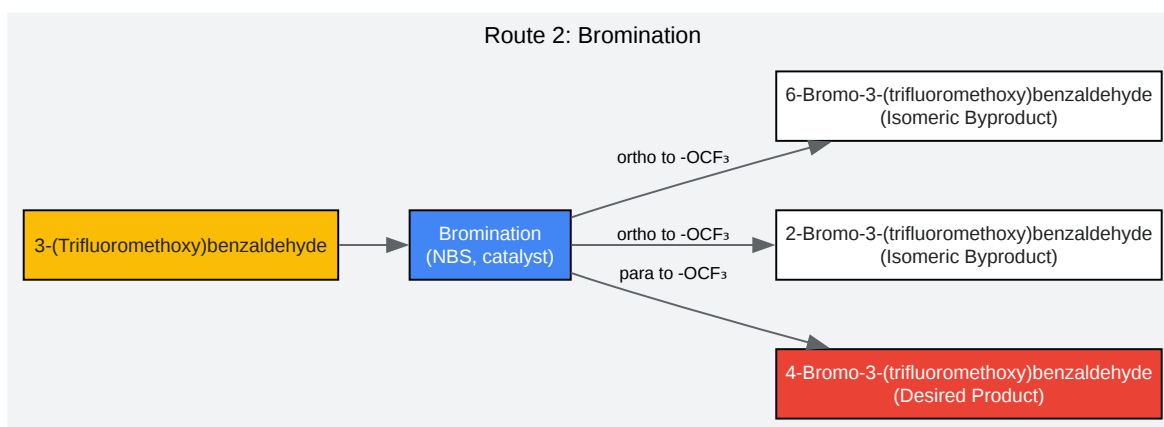 Route 2: Bromination
6-Bromo-3-(trifluoromethoxy)benzaldehyde
(Isomeric Byproduct)
ortho to -OCF₃
3-(Trifluoromethoxy)benzaldehyde
Bromination
(NBS, catalyst)
ortho to -OCF₃
2-Bromo-3-(trifluoromethoxy)benzaldehyde
(Isomeric Byproduct)
para to -OCF₃
4-Bromo-3-(trifluoromethoxy)benzaldehyde
(Desired Product)